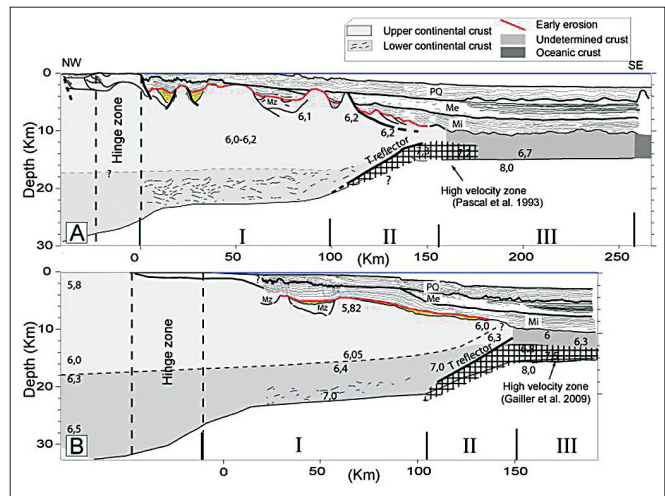 Upper continental crust
Lower continental crust
Early erosion
Undetermined crust
Oceanic crust
NW
SE
0
10
20
30
Depth (Km)
Hinge zone
?
Mz
6,1
6,2
6,2
6,0-6,2
PQ
Me
Mi
T-reflector
?
6,7
8,0
High velocity zone
(Pascal et al. 1993)
A
I
II
III
0
50
100
150
200
250
(Km)
0
10
20
30
Depth (Km)
5,8
6,0
6,3
6,5
Hinge zone
?
Mz
Mz
5,82
6,05
6,4
7,0
PQ
Me
Mi
6,0
?
6,3
6
6,3
7,0
T reflector
8,0
High velocity zone
(Gailler et al. 2009)
B
I
II
III
0
50
100
150
(Km)